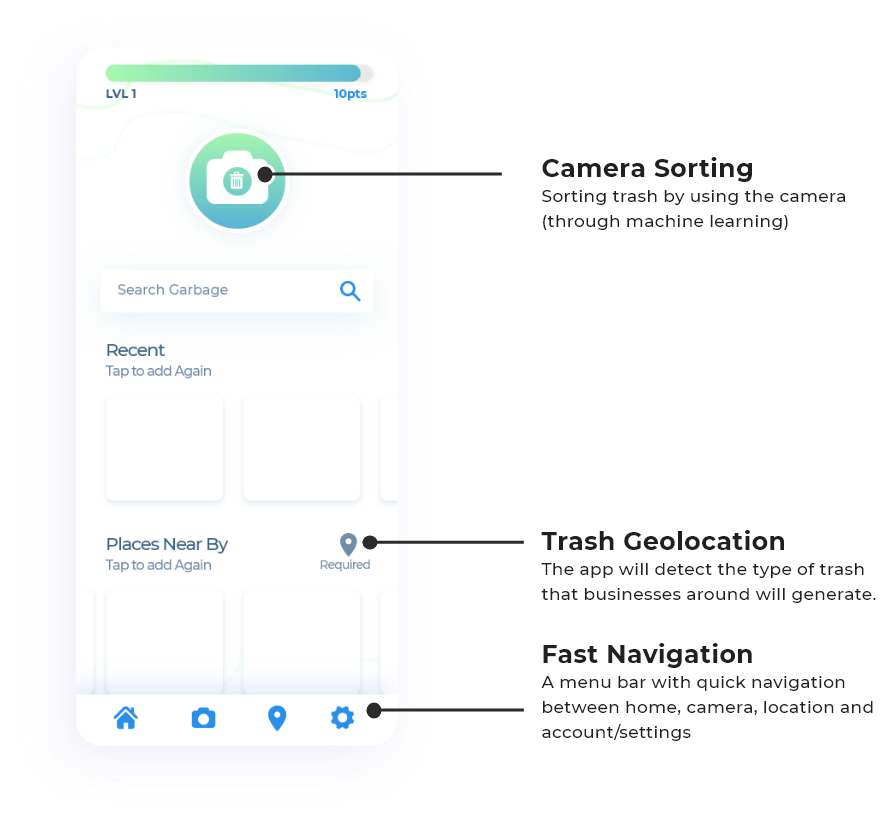 LVL 1
10pts
Camera Sorting
Sorting trash by using the camera
(through machine learning)
Search Garbage
Recent
Tap to add Again
Places Near By
Tap to add Again
Required
Trash Geolocation
The app will detect the type of trash
that businesses around will generate.
Fast Navigation
A menu bar with quick navigation
between home, camera, location and
account/settings